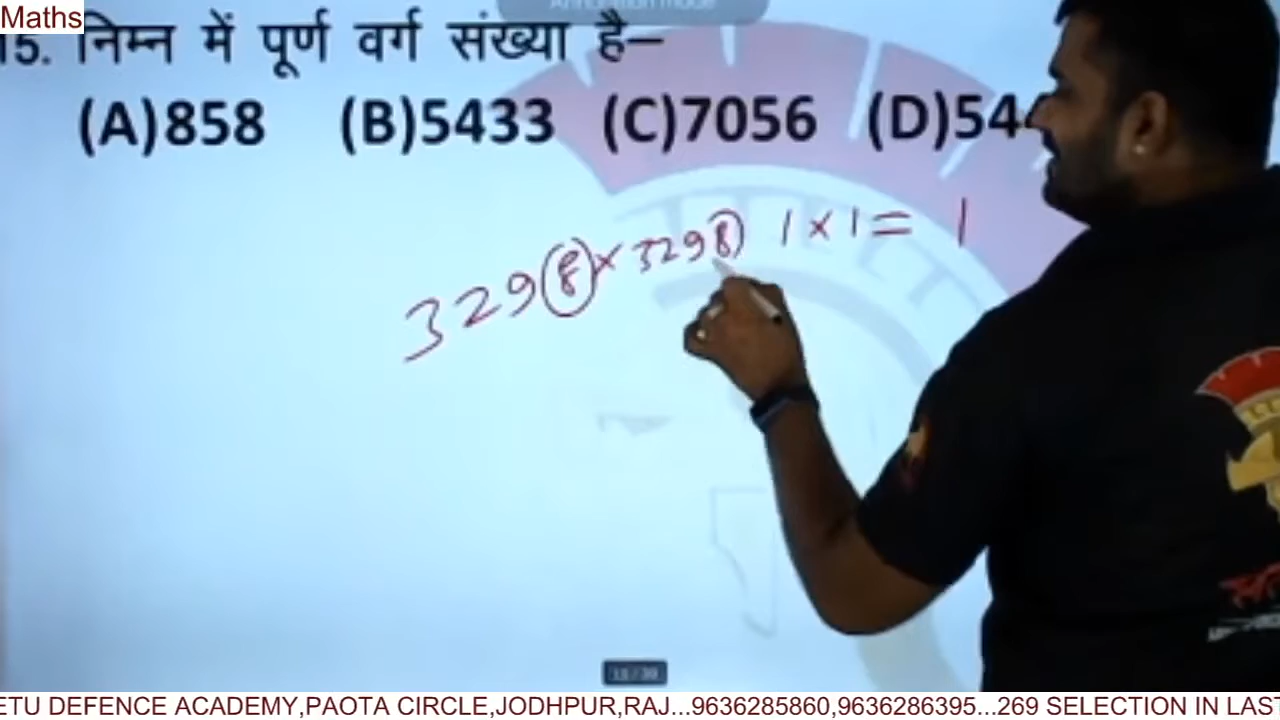 Maths
15. निम्न में पूर्ण वर्ग संख्या है–
(A)858 (B)5433 (C)7056 (D)544
3298×3298 1×1= 1
ETU DEFENCE ACADEMY,PAOTA CIRCLE,JODHPUR,RAJ...9636285860,9636286395...269 SELECTION IN LAST